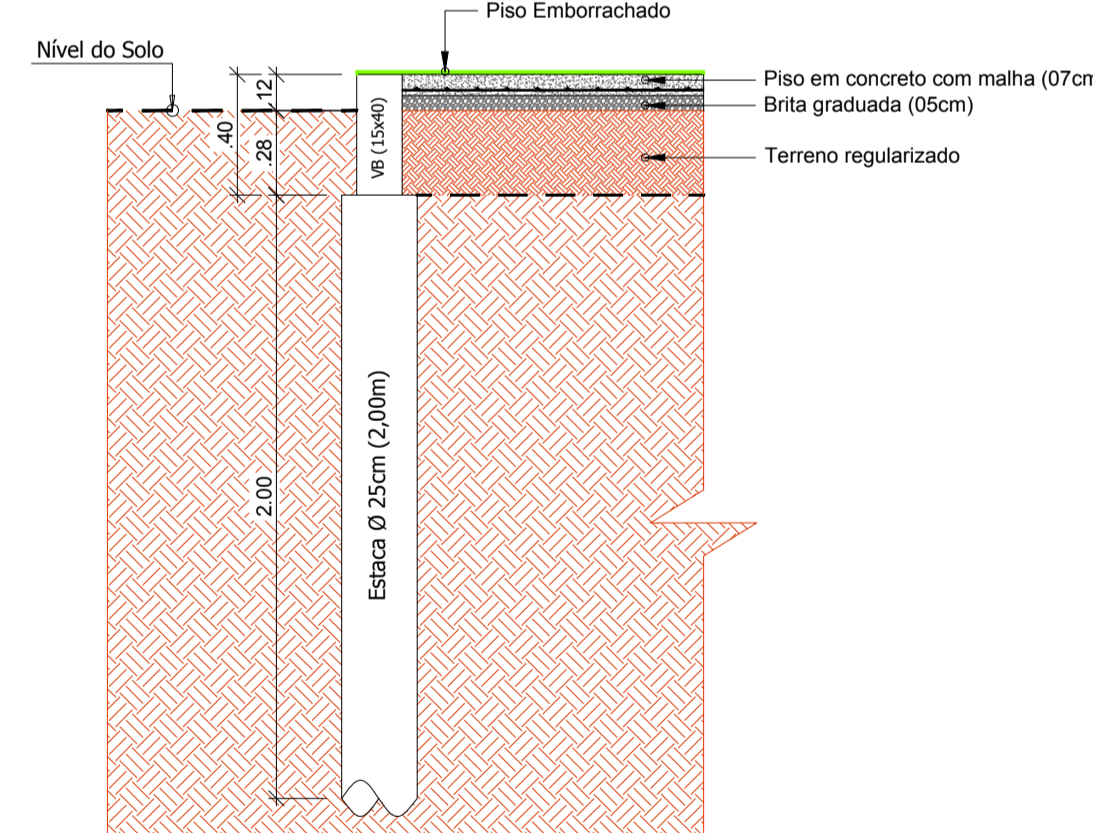 Piso Emborrachado
Nível do Solo
Piso em concreto com malha (07cm
Brita graduada (05cm)
Terreno regularizado
.12
.40
.28
VB (15x40)
2.00
Estaca Ø 25cm (2,00m)